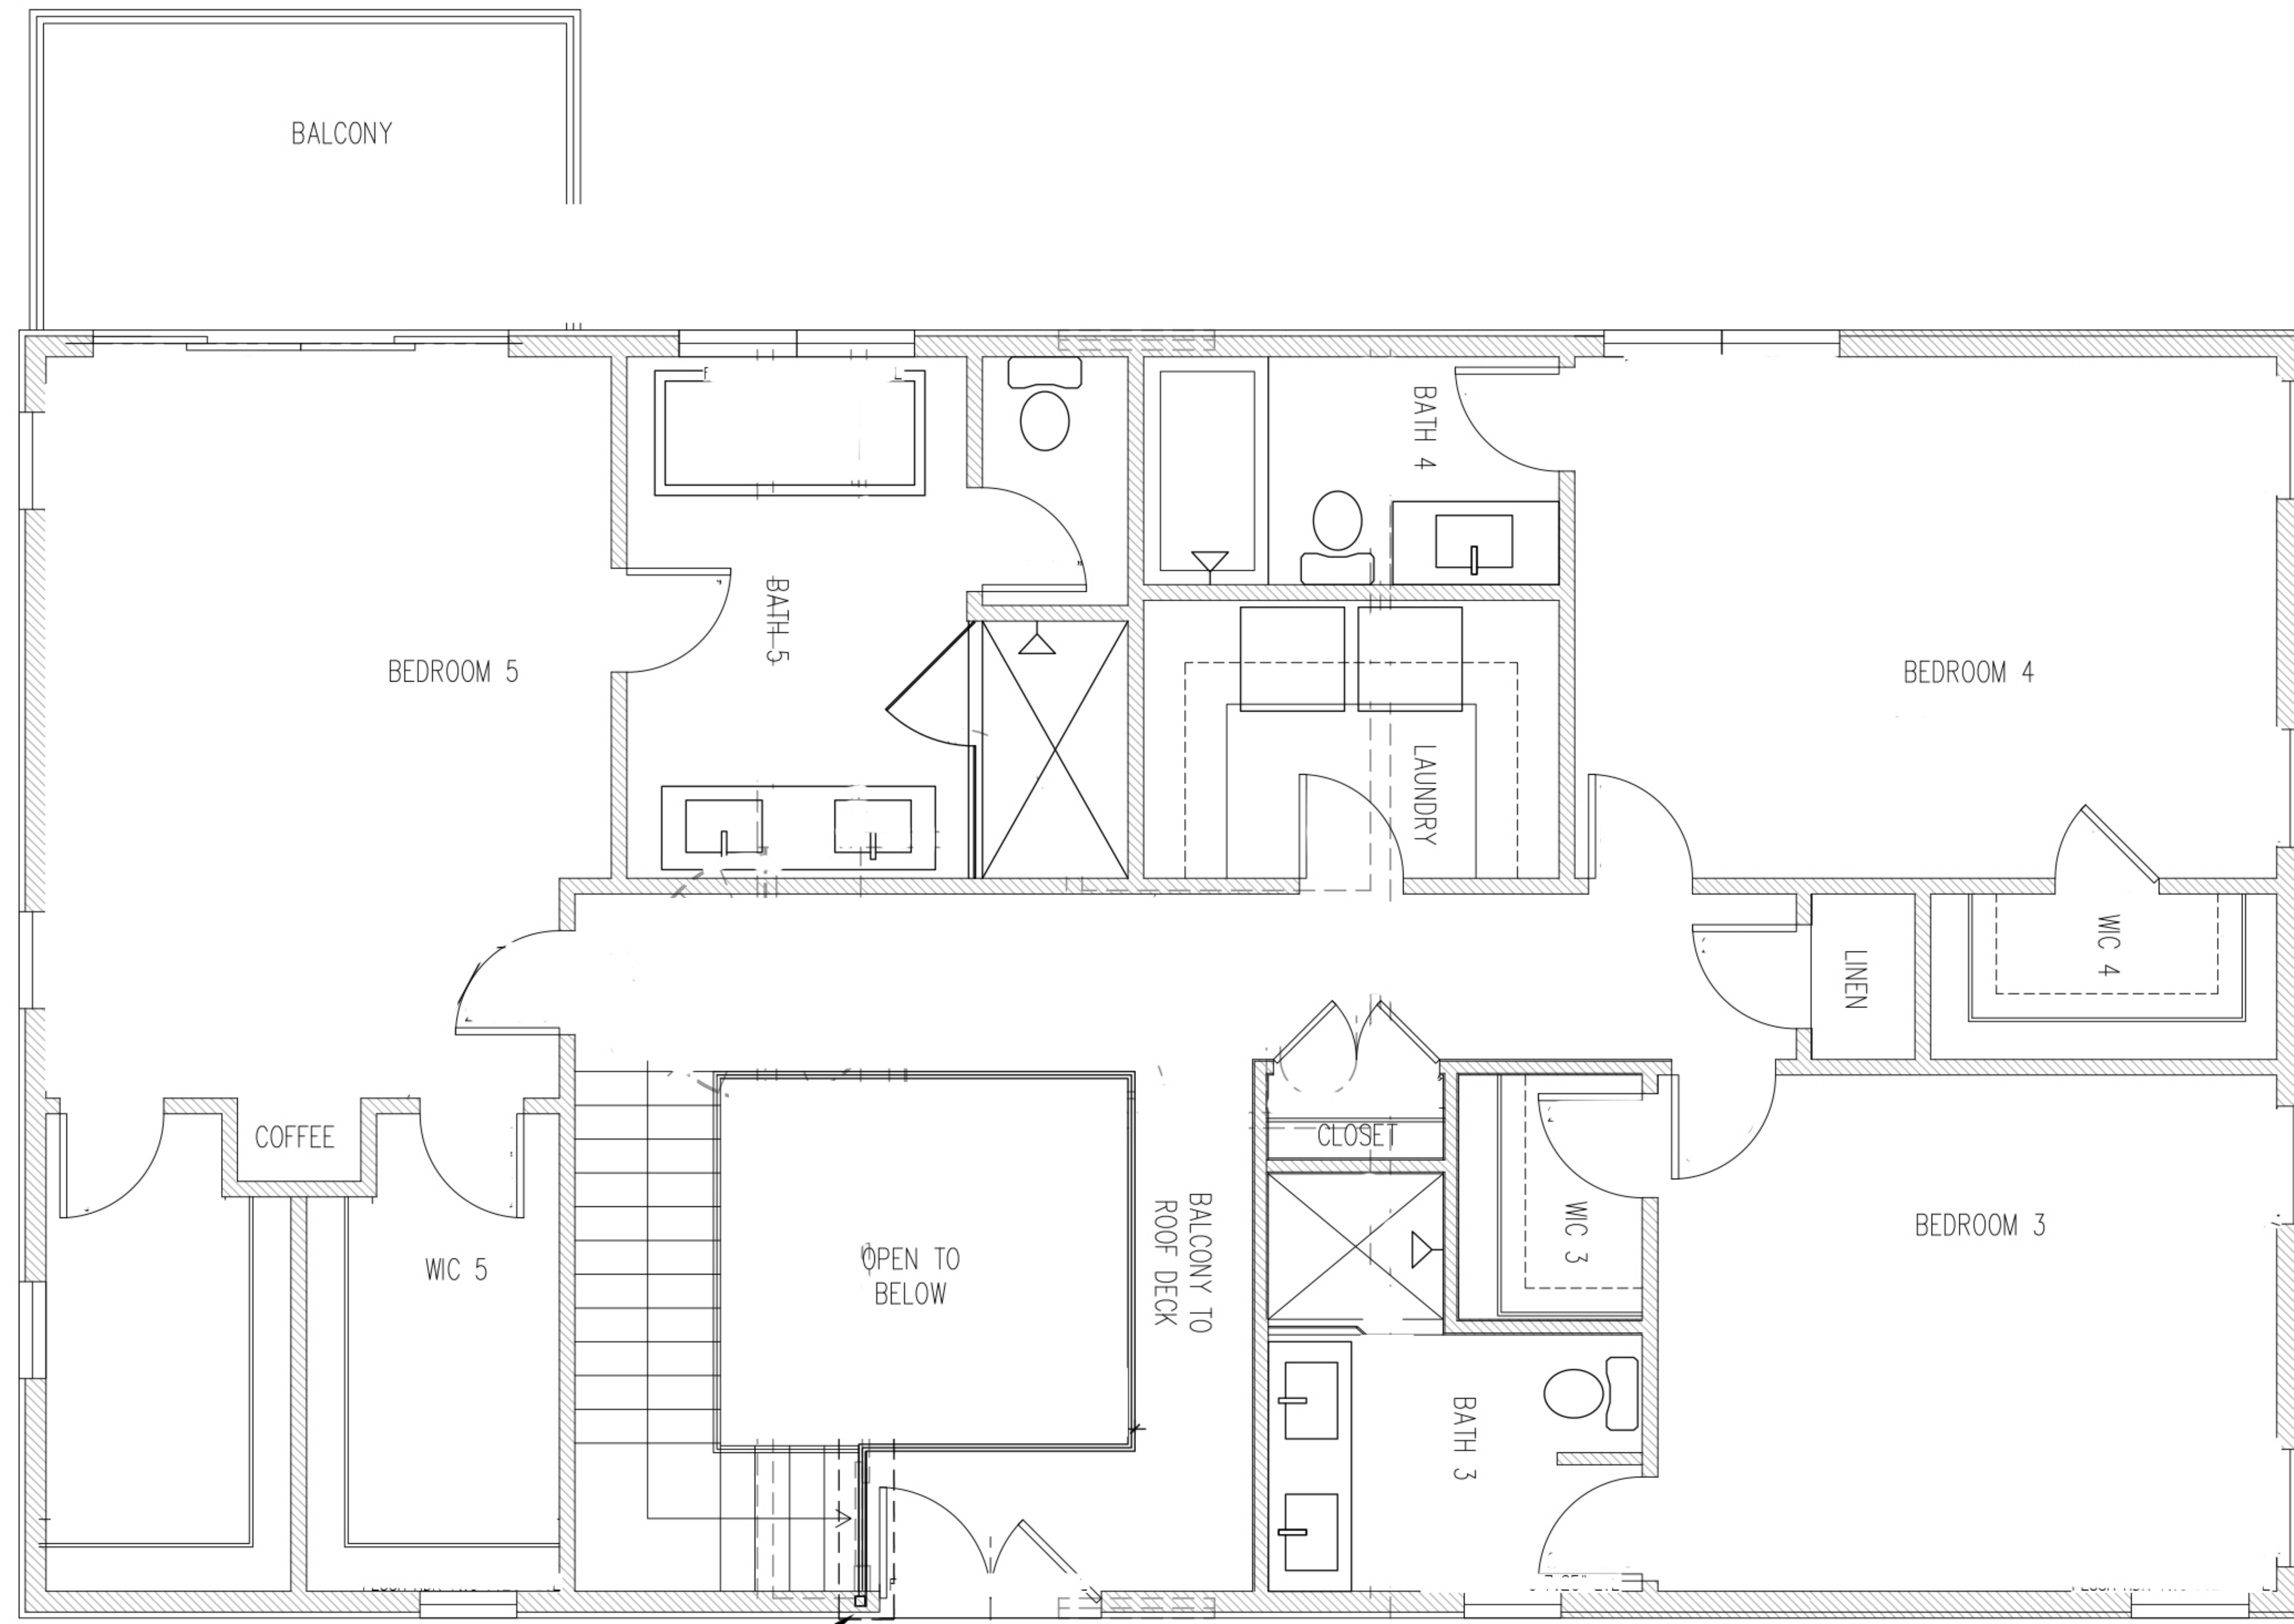 BALCONY
BATH 4
BATH 5
BEDROOM 5
BEDROOM 4
LAUNDRY
WIC 4
LINEN
COFFEE
CLOSET
WIC 5
OPEN TO
BELOW
BALCONY TO
ROOF DECK
WIC 3
BEDROOM 3
BATH 3